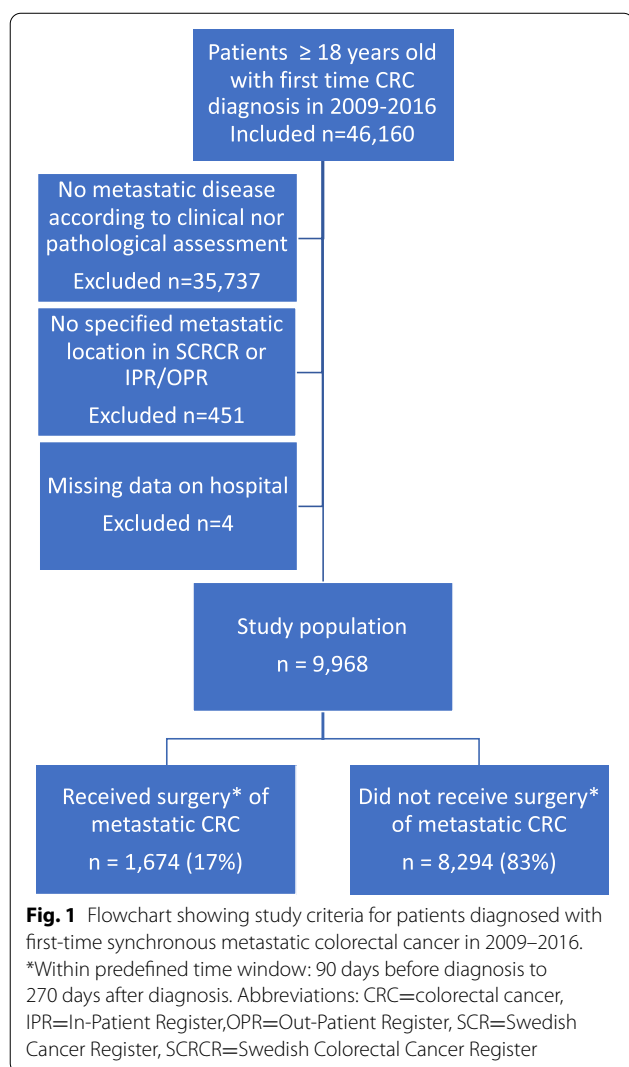 Patients ≥ 18 years old
with first time CRC
diagnosis in 2009-2016
Included n=46,160
No metastatic disease
according to clinical nor
pathological assessment
Excluded n=35,737
No specified metastatic
location in SCRCR or
IPR/OPR
Excluded n=451
Missing data on hospital
Excluded n=4
Study population
n = 9,968
Received surgery* of
metastatic CRC
n = 1,674 (17%)
Did not receive surgery*
of metastatic CRC
n = 8,294 (83%)
Fig. 1 Flowchart showing study criteria for patients diagnosed with
first-time synchronous metastatic colorectal cancer in 2009–2016.
*Within predefined time window: 90 days before diagnosis to
270 days after diagnosis. Abbreviations: CRC=colorectal cancer,
IPR=In-Patient Register,OPR=Out-Patient Register, SCR=Swedish
Cancer Register, SCRCR=Swedish Colorectal Cancer Register